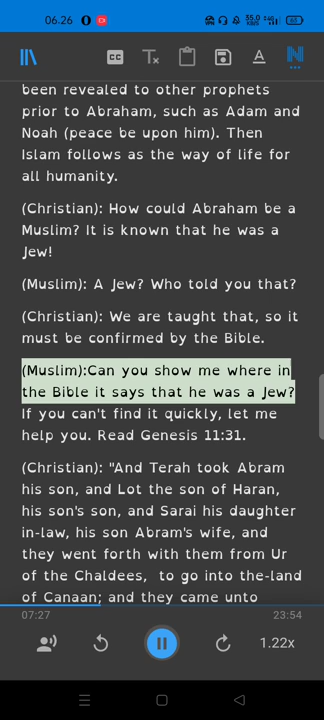 06.26
CC
T
A
N
been revealed to other prophets
prior to Abraham, such as Adam and
Noah (peace be upon him). Then
Islam follows as the way of life for
all humanity.
(Christian): How could Abraham be a
Muslim? It is known that he was a
Jew!
(Muslim): A Jew? Who told you that?
(Christian): We are taught that, so it
must be confirmed by the Bible.
(Muslim):Can you show me where in
the Bible it says that he was a Jew?
If you can't find it quickly, let me
help you. Read Genesis 11:31.
(Christian): "And Terah took Abram
his son, and Lot the son of Haran,
his son's son, and Sarai his daughter
in-law, his son Abram's wife, and
they went forth with them from Ur
of the Chaldees,  to go into the-land
of Canaan; and they came unto
07:27
23:54
1.22x